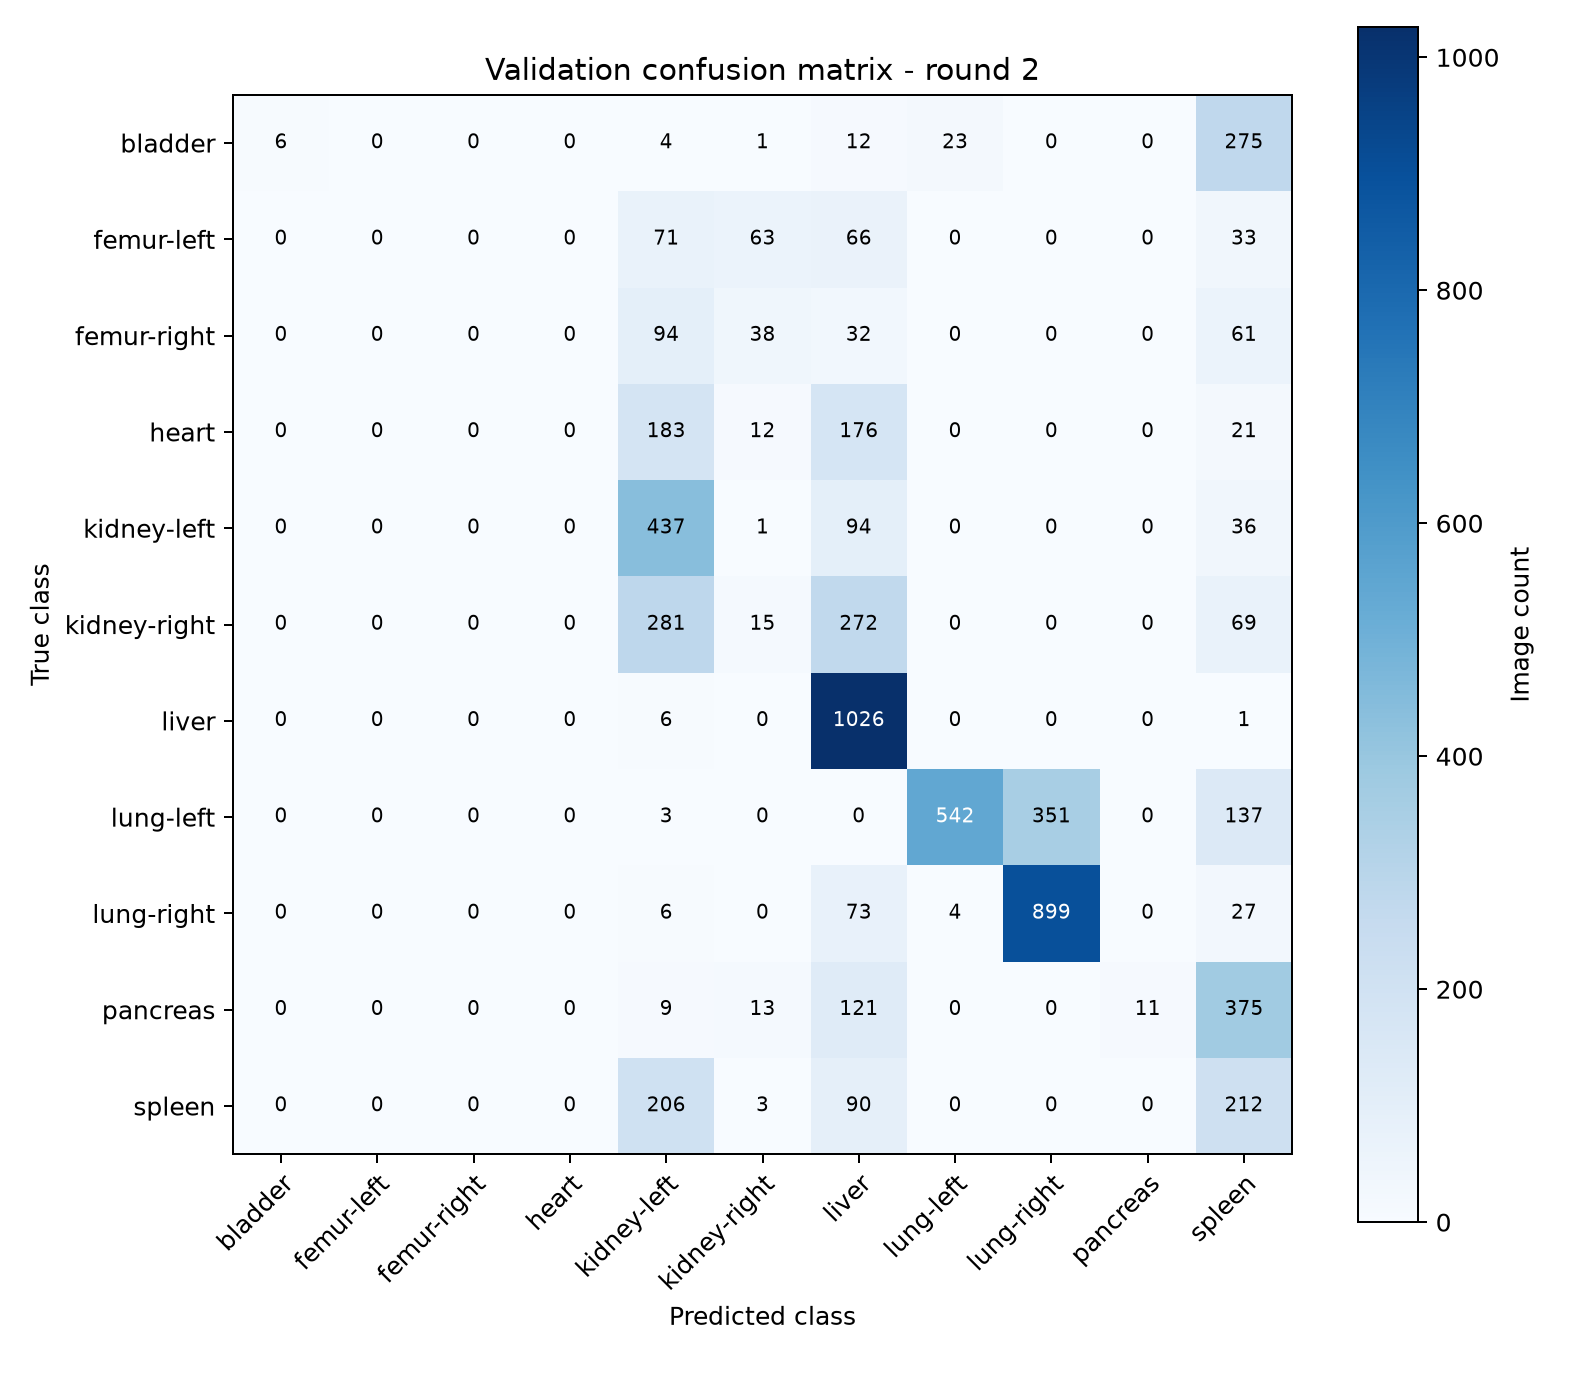 Validation confusion matrix - round 2
bladder 6 0 0 0 4 1 12 23 0 0 275
femur-left 0 0 0 0 71 63 66 0 0 0 33
femur-right 0 0 0 0 94 38 32 0 0 0 61
heart 0 0 0 0 183 12 176 0 0 0 21
kidney-left 0 0 0 0 437 1 94 0 0 0 36
kidney-right 0 0 0 0 281 15 272 0 0 0 69
liver 0 0 0 0 6 0 1026 0 0 0 1
lung-left 0 0 0 0 3 0 0 542 351 0 137
lung-right 0 0 0 0 6 0 73 4 899 0 27
pancreas 0 0 0 0 9 13 121 0 0 11 375
spleen 0 0 0 0 206 3 90 0 0 0 212
True class
bladder femur-left femur-right heart kidney-left kidney-right liver lung-left lung-right pancreas spleen
Predicted class
1000
800
600
400
200
0
Image count